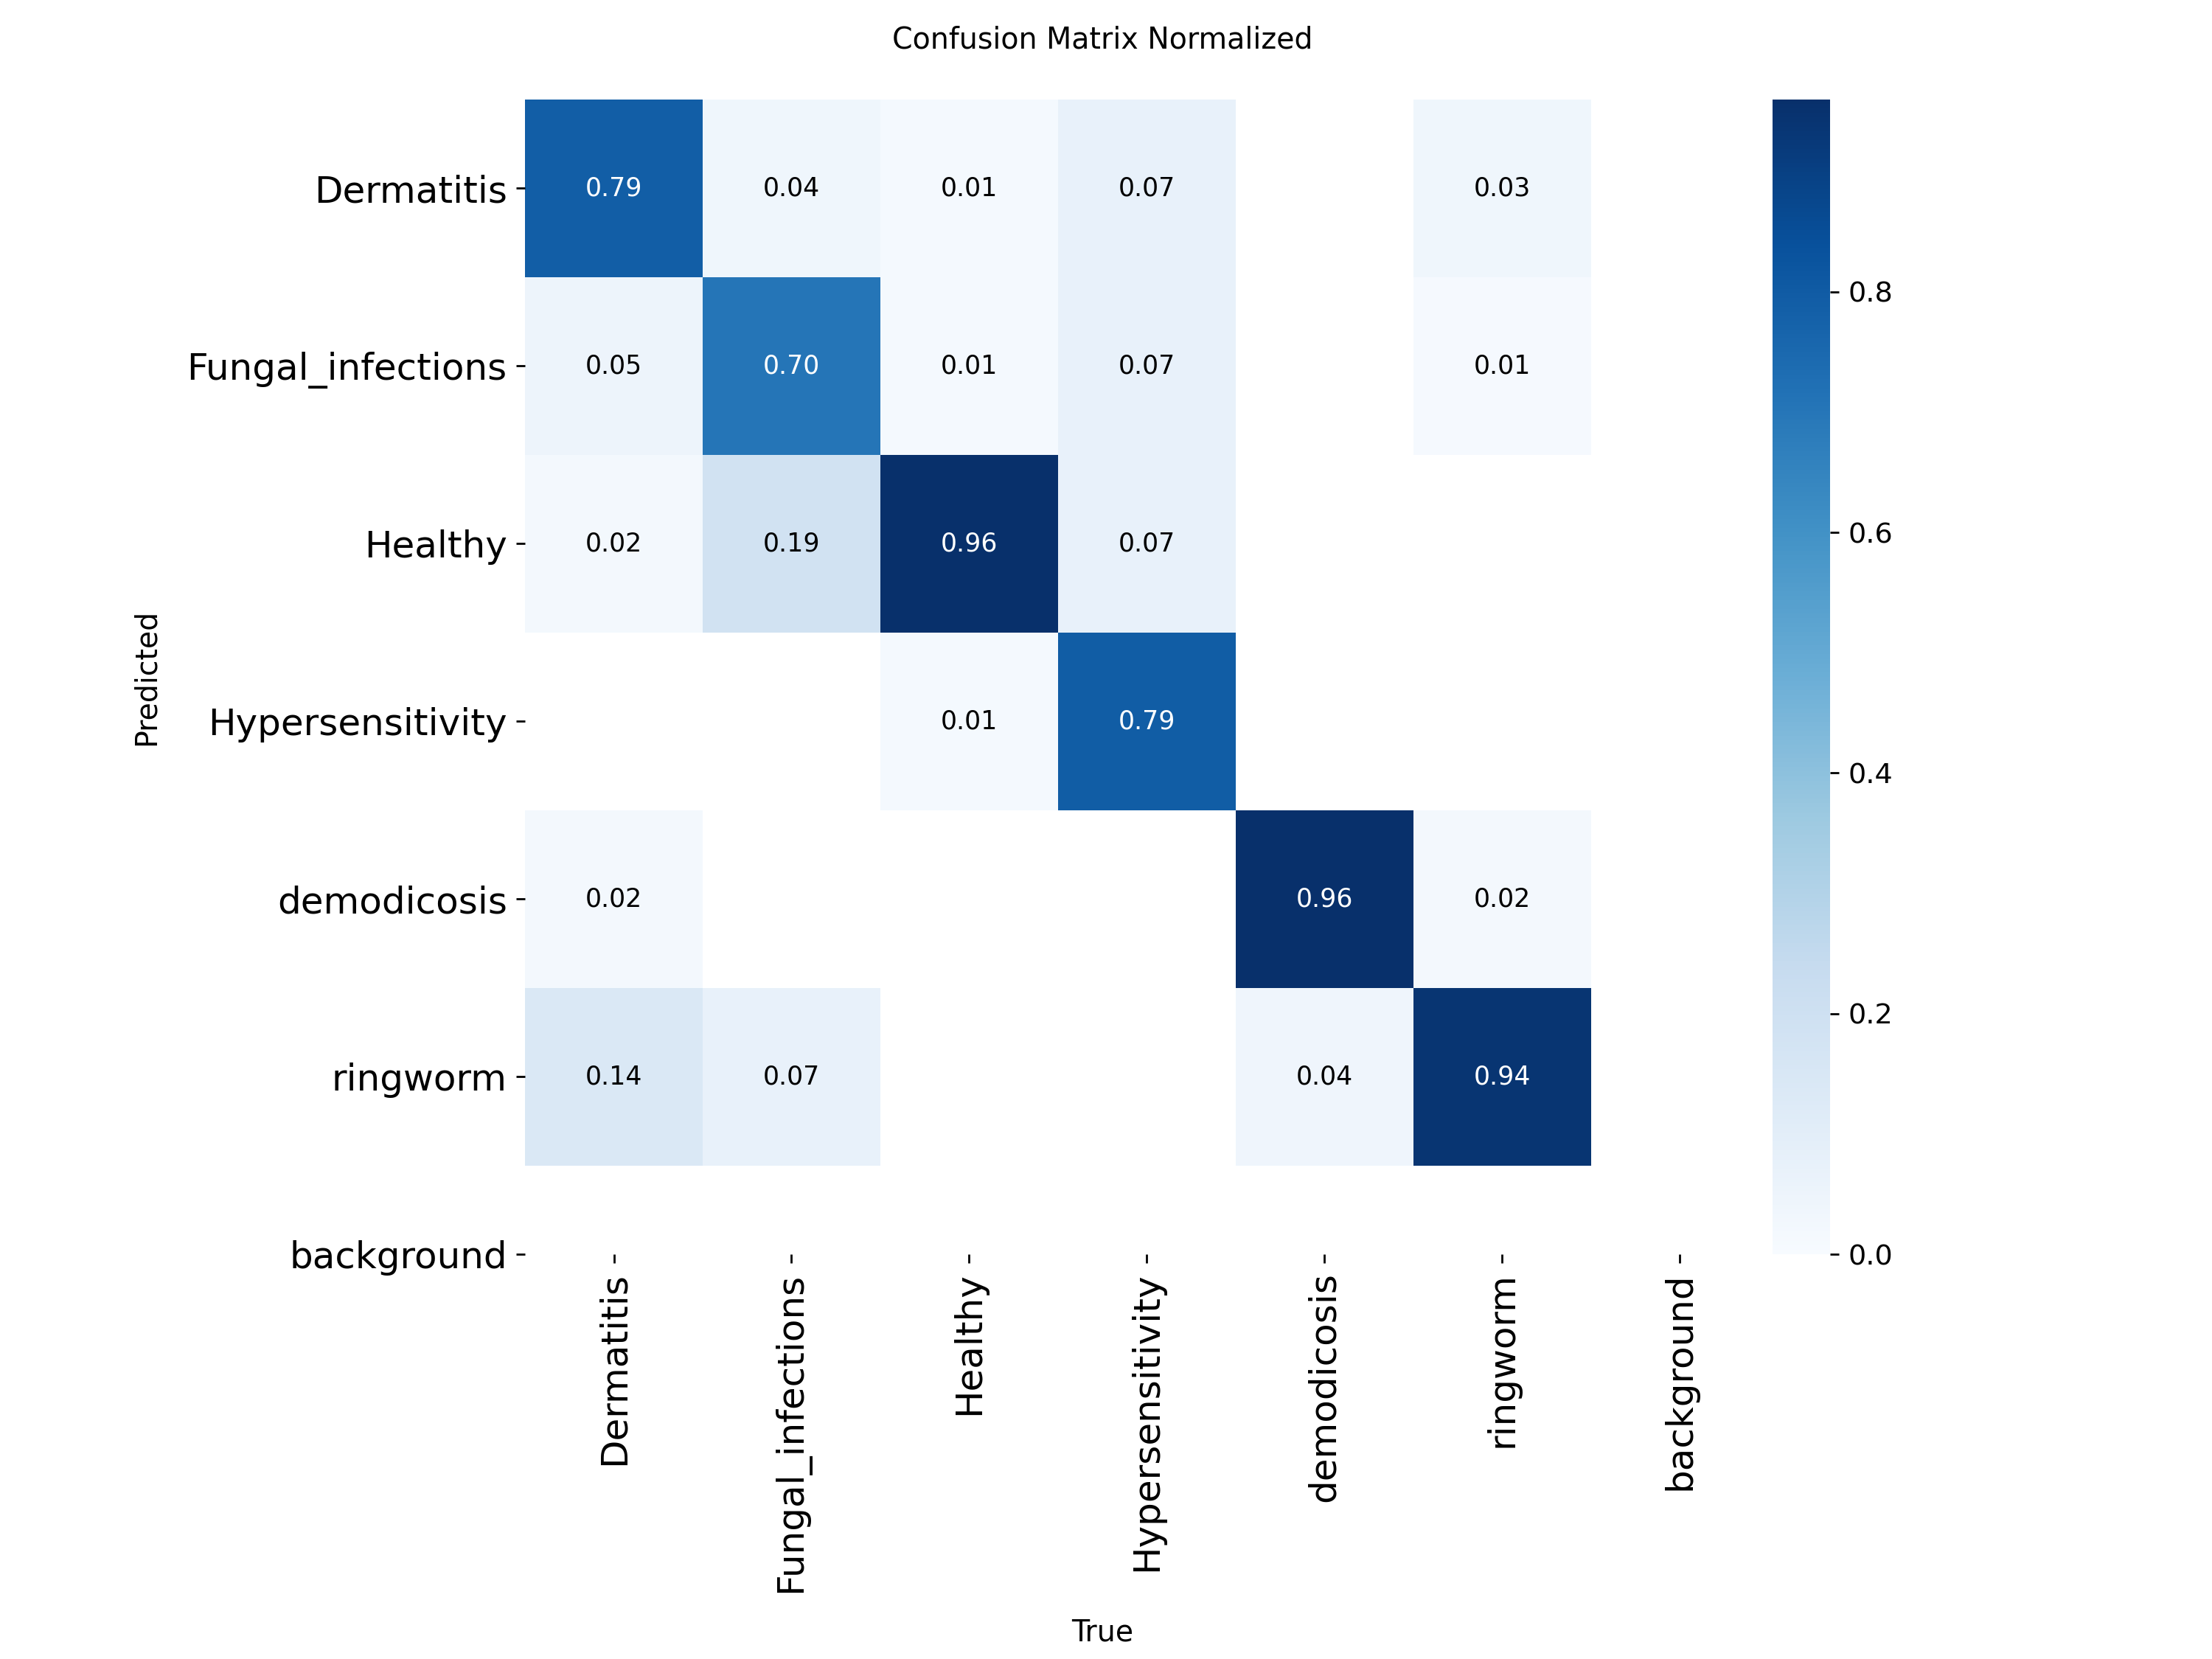 Confusion Matrix Normalized
Dermatitis 0.79 0.04 0.01 0.07 0.03
0.8
Fungal_infections 0.05 0.70 0.01 0.07 0.01
0.6
Healthy 0.02 0.19 0.96 0.07
Predicted
Hypersensitivity 0.01 0.79
0.4
demodicosis 0.02 0.96 0.02
0.2
ringworm 0.14 0.07 0.04 0.94
background
0.0
Dermatitis
Fungal_infections
Healthy
Hypersensitivity
demodicosis
ringworm
background
True